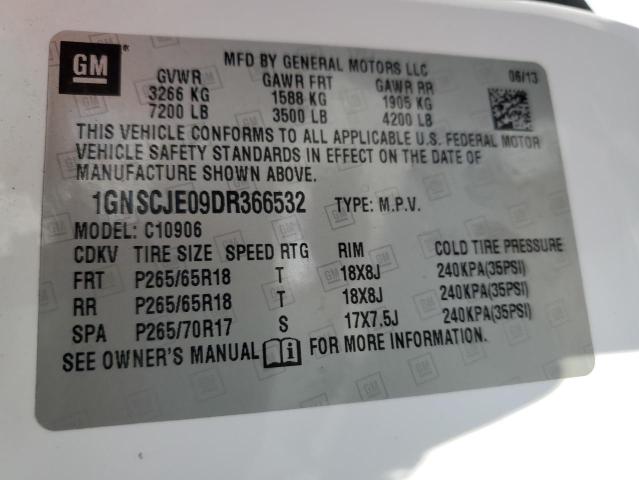 GM
MFD BY GENERAL MOTORS LLC
06/13
GVWR GAWR FRT GAWR RR
3266 KG 1588 KG 1905 KG
7200 LB 3500 LB 4200 LB
THIS VEHICLE CONFORMS TO ALL APPLICABLE U.S. FEDERAL MOTOR
VEHICLE SAFETY STANDARDS IN EFFECT ON THE DATE OF
MANUFACTURE SHOWN ABOVE.
1GNSCJE09DR366532 TYPE: M.P.V.
MODEL: C10906
CDKV TIRE SIZE SPEED RTG RIM COLD TIRE PRESSURE
FRT P265/65R18 T 18X8J 240KPA(35PSI)
RR P265/65R18 T 18X8J 240KPA(35PSI)
SPA P265/70R17 S 17X7,5J 240KPA(35PSI)
SEE OWNER'S MANUAL FOR MORE INFORMATION.